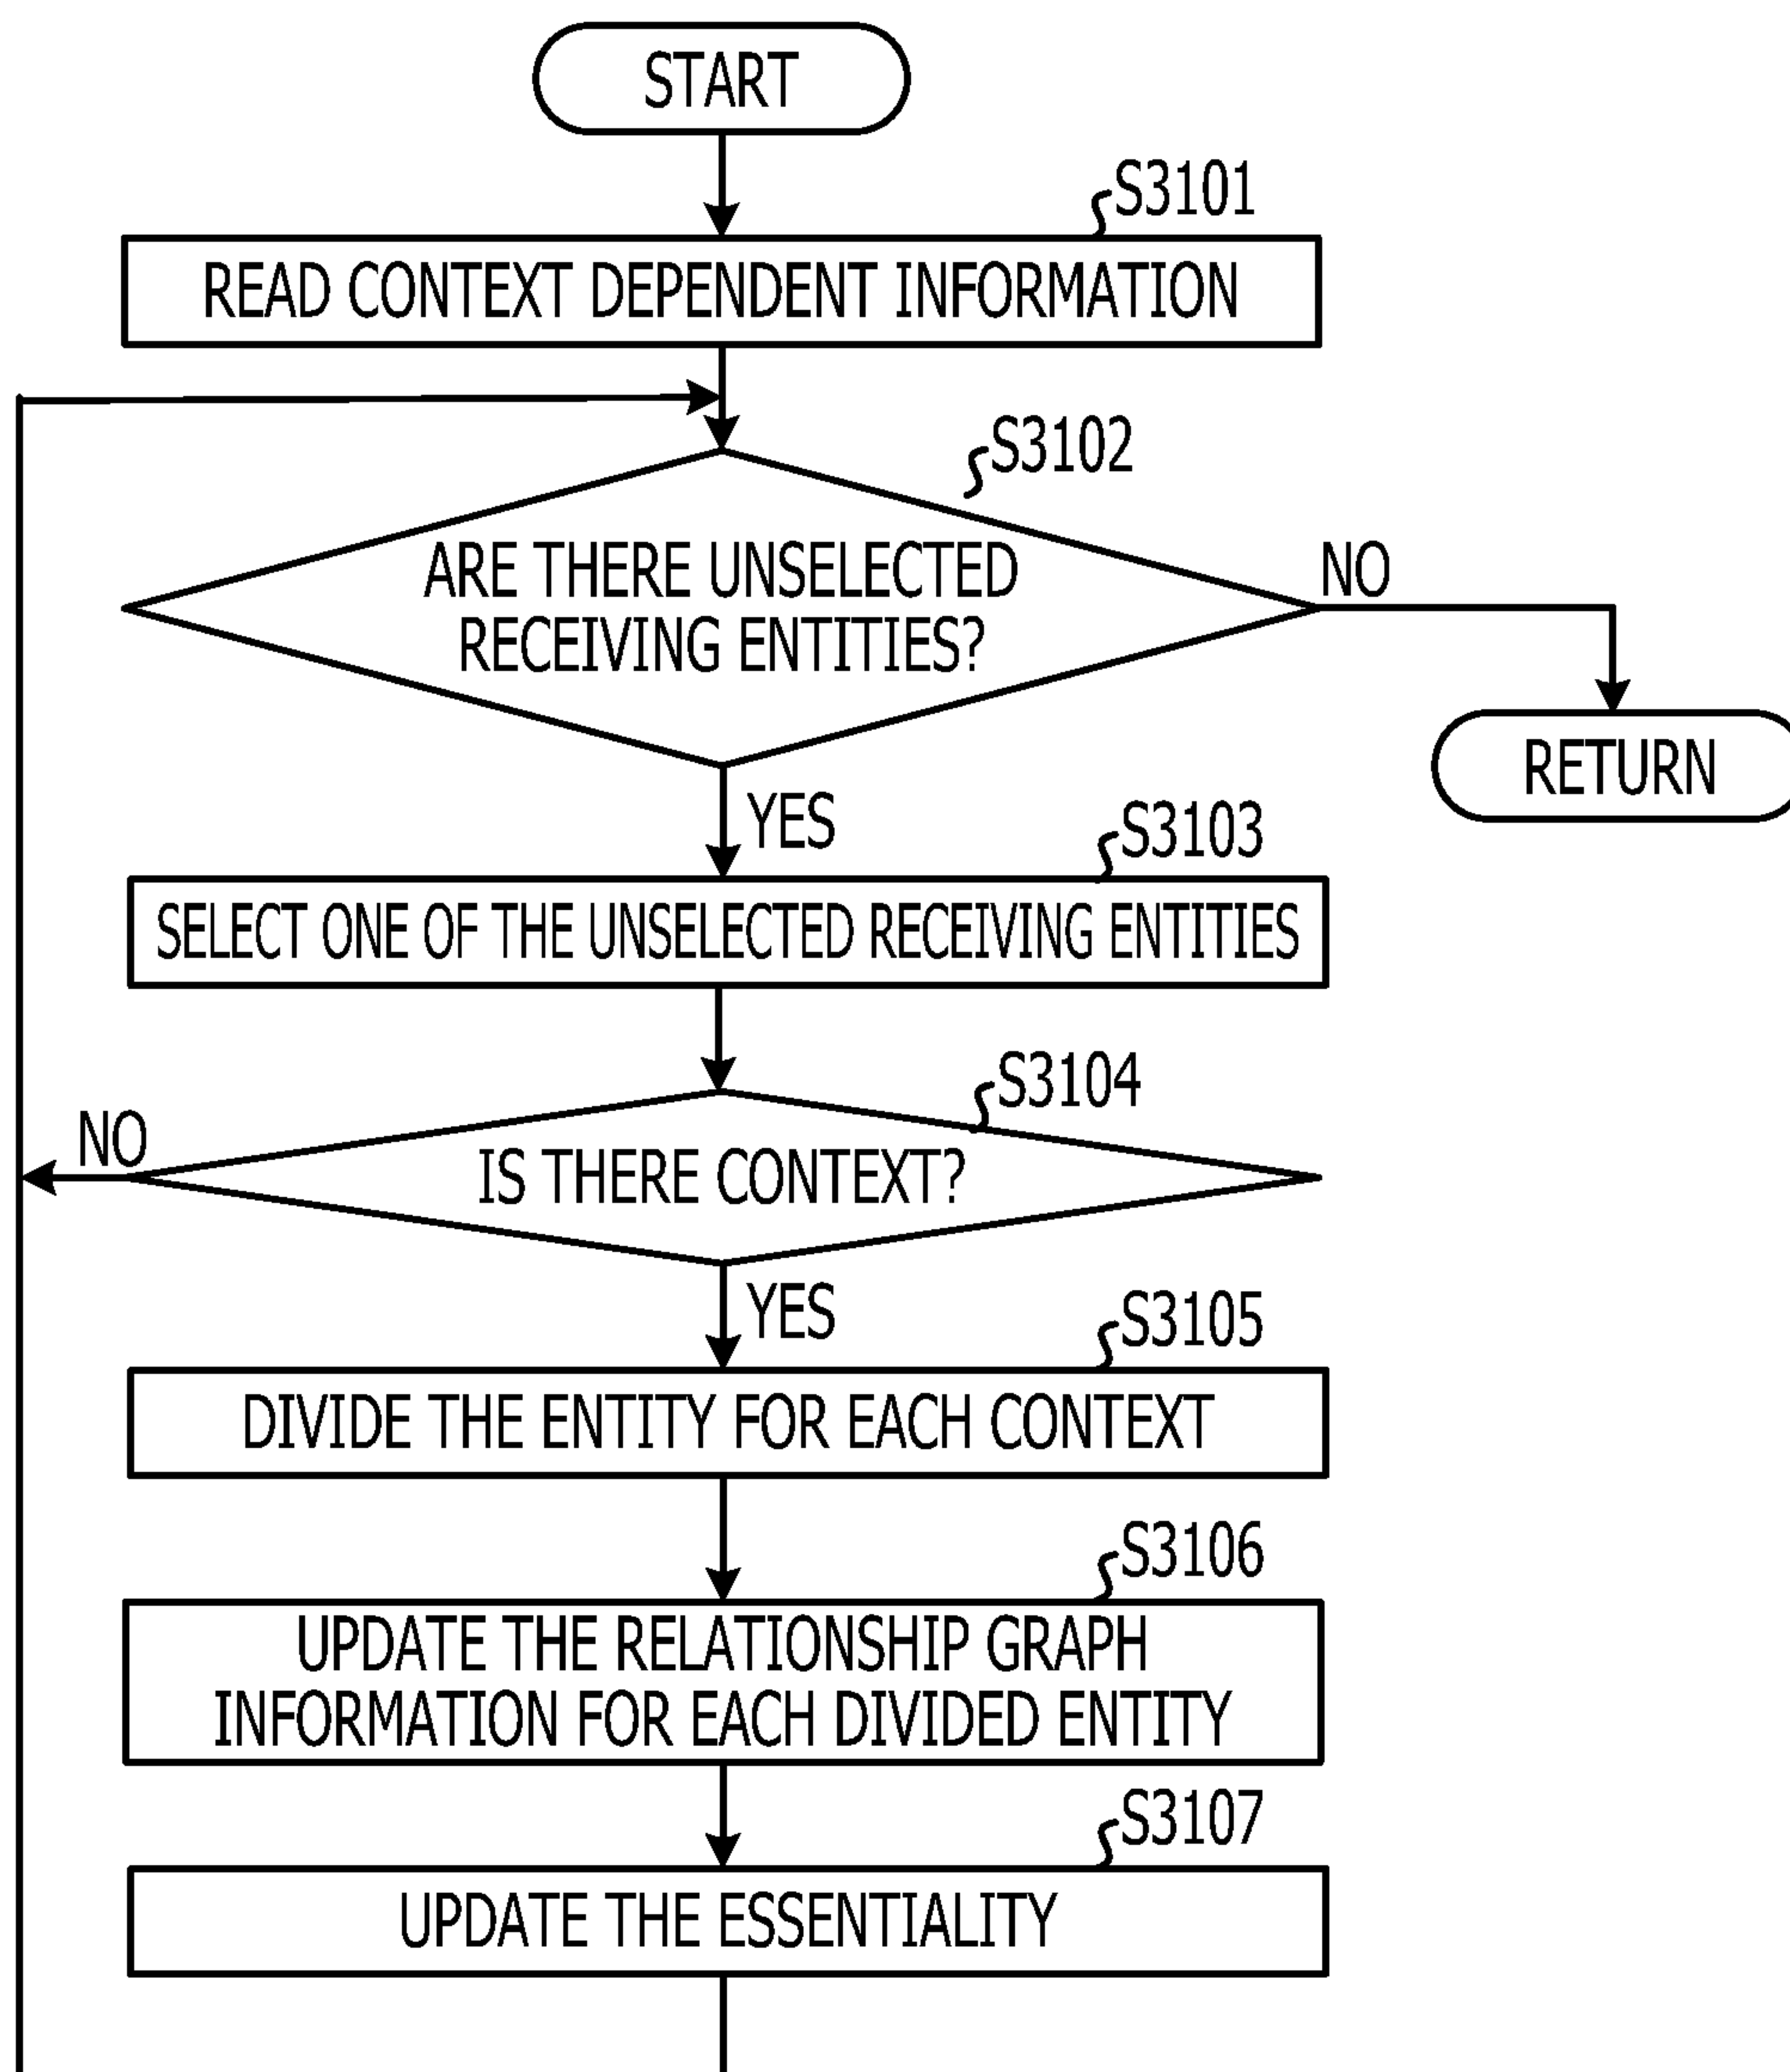 START
S3101
READ CONTEXT DEPENDENT INFORMATION
S3102
ARE THERE UNSELECTED
RECEIVING ENTITIES?
NO
RETURN
YES
S3103
SELECT ONE OF THE UNSELECTED RECEIVING ENTITIES
S3104
NO
IS THERE CONTEXT?
YES
S3105
DIVIDE THE ENTITY FOR EACH CONTEXT
S3106
UPDATE THE RELATIONSHIP GRAPH
INFORMATION FOR EACH DIVIDED ENTITY
S3107
UPDATE THE ESSENTIALITY